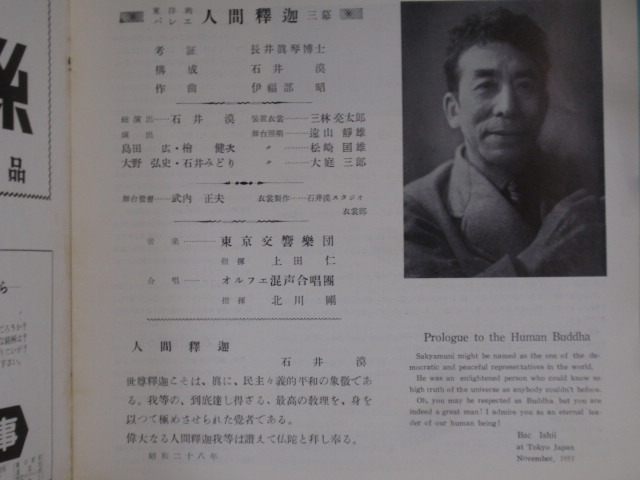 東洋的
バレエ 人間釋迦 三幕
考証 長井眞琴博士
構成 石井漠
作曲 伊福部昭
総演出 石井漠 装置衣裳 三林亮太郎
演出 舞台照明 遠山靜雄
島田広・檜健次 〃 松崎国雄
大野弘史・石井みどり 〃 大庭三郎
舞台監督 武内正夫 衣裳製作 石井漠スタジオ
衣裳部
音楽 東京交響樂団
指揮 上田仁
合唱 オルフエ混声合唱團
指揮 北川剛
人間釋迦
石井漠
世尊釋迦こそは、眞に、民主々義的平和の象徴であ
る。我等の、到底達し得ざる、最高の教理を、身を
以つて極めさせられた覺者である。
偉大なる人間釋迦我等は讃えて仏陀と拜し奉る。
昭和二十八年
Prologue to the Human Buddha
Sakyamuni might be named as the one of the de-
mocratic and peaceful representatives in the world.
He was an enlightened person who could know so
high truth of the universe as anybody couldn't before.
Oh, you may be respected as Buddha but you are
indeed a great man! I admire you as an eternal lea-
der of our human being!
Bac Ishii
at Tokyo Japan
November, 1953
品
事